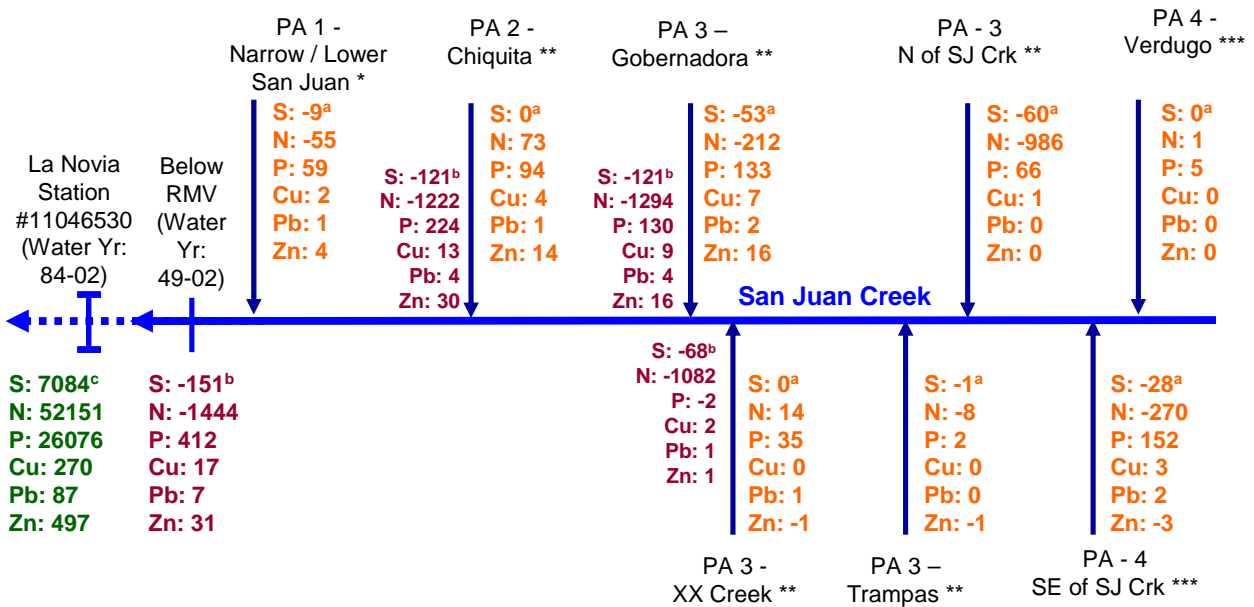 PA 1 -
Narrow / Lower
San Juan *
PA 2 -
Chiquita **
PA 3 –
Gobernadora **
PA - 3
N of SJ Crk **
PA 4 -
Verdugo ***
La Novia
Station
#11046530
(Water Yr:
84-02)
Below
RMV
(Water
Yr:
49-02)
S: -9ᵃ
N: -55
P: 59
Cu: 2
Pb: 1
Zn: 4
S: -121ᵇ
N: -1222
P: 224
Cu: 13
Pb: 4
Zn: 30
S: 0ᵃ
N: 73
P: 94
Cu: 4
Pb: 1
Zn: 14
S: -121ᵇ
N: -1294
P: 130
Cu: 9
Pb: 4
Zn: 16
S: -53ᵃ
N: -212
P: 133
Cu: 7
Pb: 2
Zn: 16
S: -60ᵃ
N: -986
P: 66
Cu: 1
Pb: 0
Zn: 0
S: 0ᵃ
N: 1
P: 5
Cu: 0
Pb: 0
Zn: 0
San Juan Creek
S: 7084ᶜ
N: 52151
P: 26076
Cu: 270
Pb: 87
Zn: 497
S: -151ᵇ
N: -1444
P: 412
Cu: 17
Pb: 7
Zn: 31
S: -68ᵇ
N: -1082
P: -2
Cu: 2
Pb: 1
Zn: 1
S: 0ᵃ
N: 14
P: 35
Cu: 0
Pb: 1
Zn: -1
S: -1ᵃ
N: -8
P: 2
Cu: 0
Pb: 0
Zn: -1
S: -28ᵃ
N: -270
P: 152
Cu: 3
Pb: 2
Zn: -3
PA 3 -
XX Creek **
PA 3 –
Trampas **
PA - 4
SE of SJ Crk ***